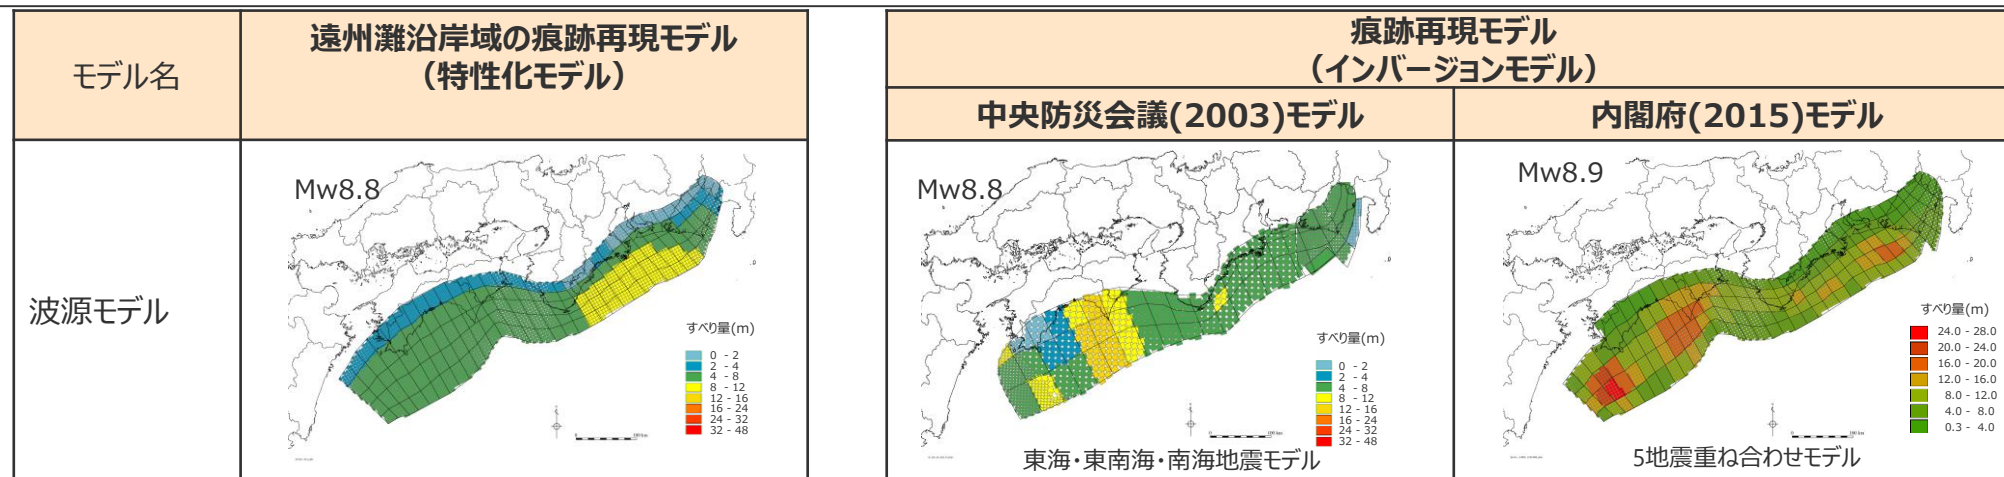 モデル名
遠州灘沿岸域の痕跡再現モデル
（特性化モデル）
痕跡再現モデル
（インバージョンモデル）
中央防災会議(2003)モデル
内閣府(2015)モデル
波源モデル
Mw8.8
すべり量(m)
0 - 2
2 - 4
4 - 8
8 - 12
12 - 16
16 - 24
24 - 32
32 - 48
Mw8.8
すべり量(m)
0 - 2
2 - 4
4 - 8
8 - 12
12 - 16
16 - 24
24 - 32
32 - 48
東海・東南海・南海地震モデル
Mw8.9
すべり量(m)
24.0 - 28.0
20.0 - 24.0
16.0 - 20.0
12.0 - 16.0
8.0 - 12.0
4.0 - 8.0
0.3 - 4.0
5地震重ね合わせモデル